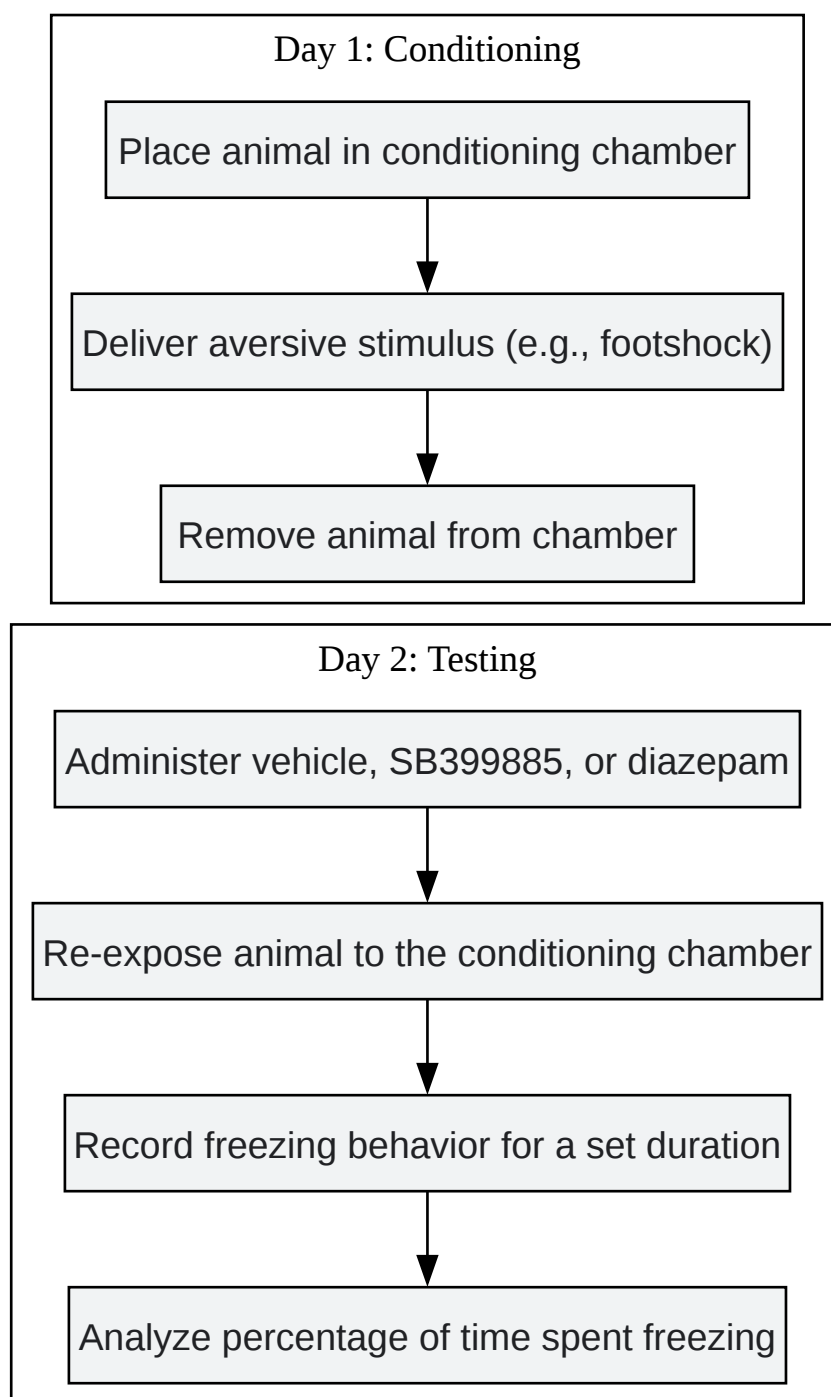 Day 1: Conditioning
Place animal in conditioning chamber
Deliver aversive stimulus (e.g., footshock)
Remove animal from chamber
Day 2: Testing
Administer vehicle, SB399885, or diazepam
Re-expose animal to the conditioning chamber
Record freezing behavior for a set duration
Analyze percentage of time spent freezing